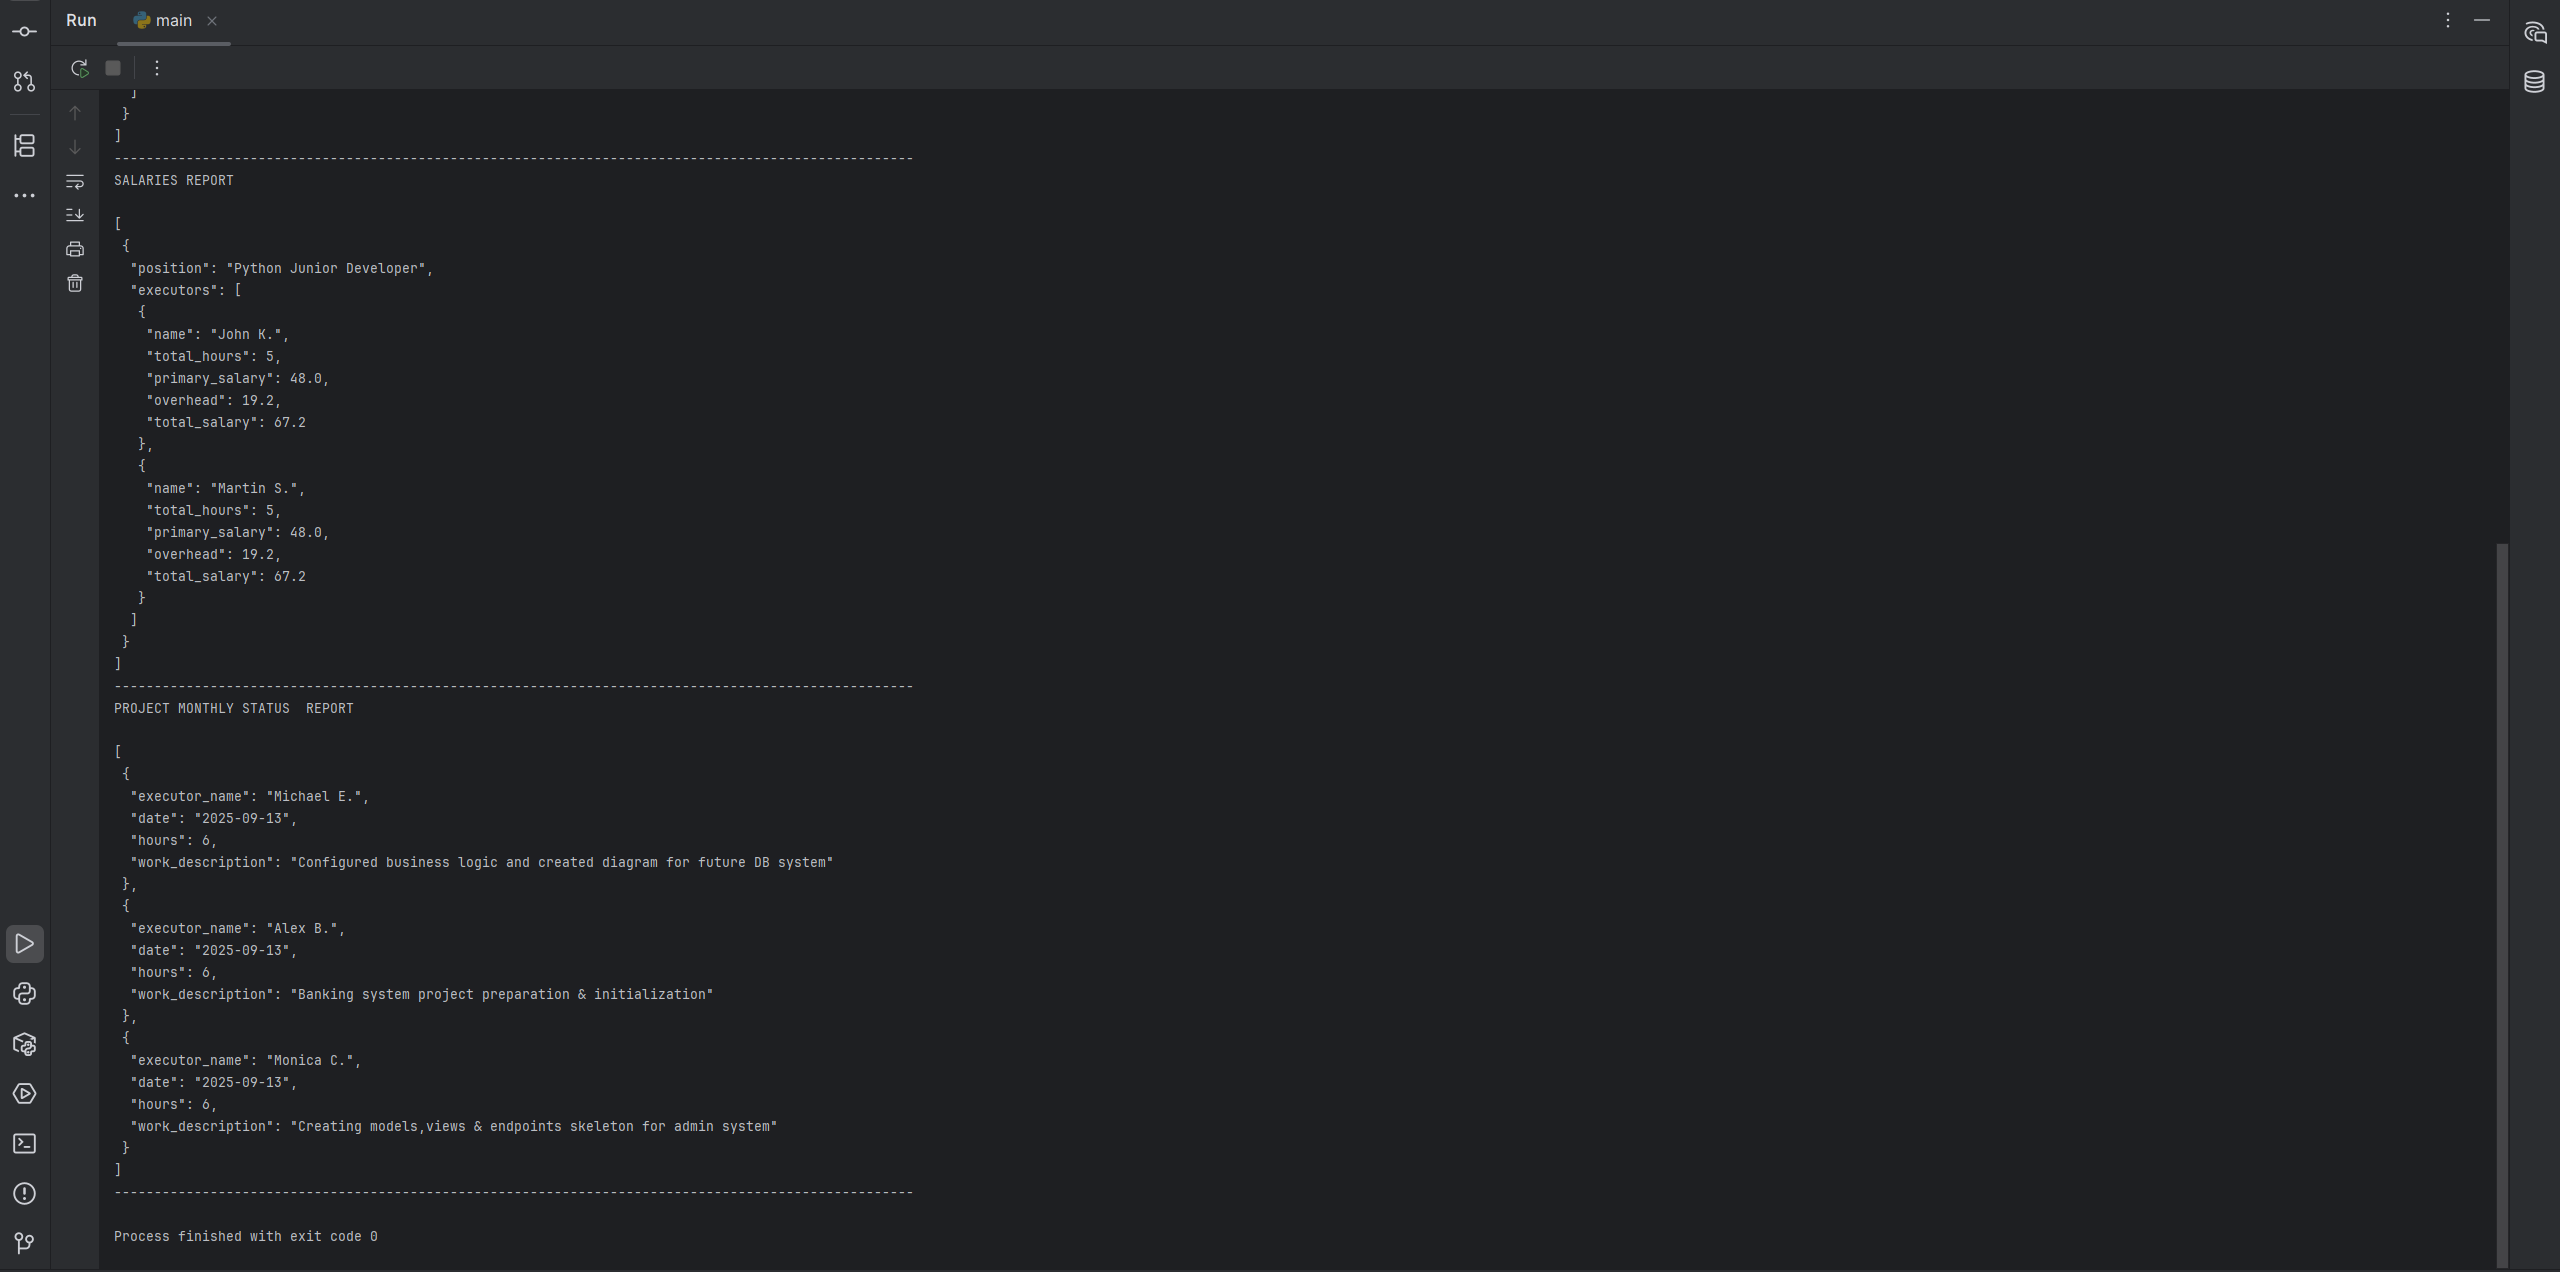 Run main
]
}
]
----------------------------------------------------------------------------------------------------
SALARIES REPORT
[
 {
  "position": "Python Junior Developer",
  "executors": [
   {
    "name": "John K.",
    "total_hours": 5,
    "primary_salary": 48.0,
    "overhead": 19.2,
    "total_salary": 67.2
   },
   {
    "name": "Martin S.",
    "total_hours": 5,
    "primary_salary": 48.0,
    "overhead": 19.2,
    "total_salary": 67.2
   }
  ]
 }
]
----------------------------------------------------------------------------------------------------
PROJECT MONTHLY STATUS  REPORT
[
 {
  "executor_name": "Michael E.",
  "date": "2025-09-13",
  "hours": 6,
  "work_description": "Configured business logic and created diagram for future DB system"
 },
 {
  "executor_name": "Alex B.",
  "date": "2025-09-13",
  "hours": 6,
  "work_description": "Banking system project preparation & initialization"
 },
 {
  "executor_name": "Monica C.",
  "date": "2025-09-13",
  "hours": 6,
  "work_description": "Creating models,views & endpoints skeleton for admin system"
 }
]
----------------------------------------------------------------------------------------------------
Process finished with exit code 0